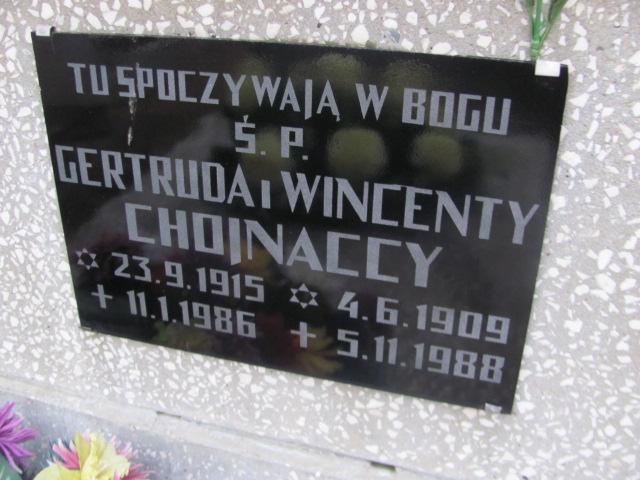 TU SPOCZYWAJĄ W BOGU
Ś. P.
GERTRUDA i WINCENTY
CHOJNACCY
✡ 23.9.1915 ✡ 4.6.1909
+ 11.1.1986 + 5.11.1988